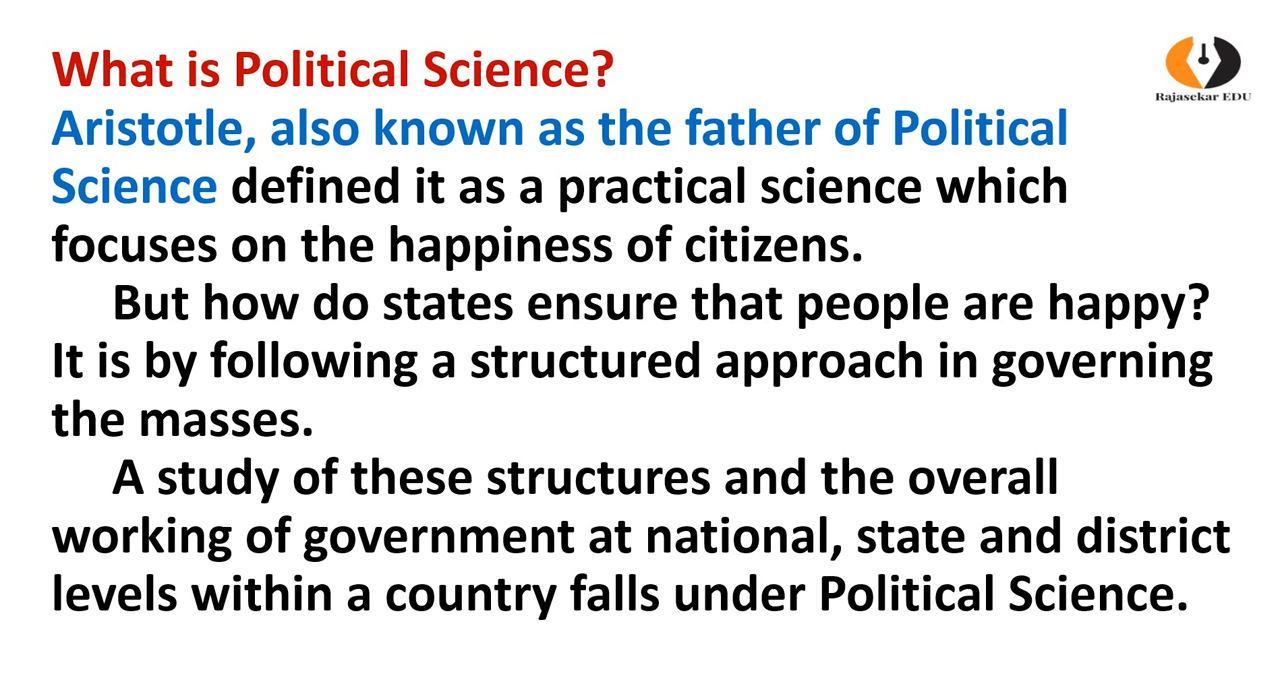 What is Political Science?
Rajasekar EDU
Aristotle, also known as the father of Political
Science defined it as a practical science which
focuses on the happiness of citizens.
But how do states ensure that people are happy?
It is by following a structured approach in governing
the masses.
A study of these structures and the overall
working of government at national, state and district
levels within a country falls under Political Science.